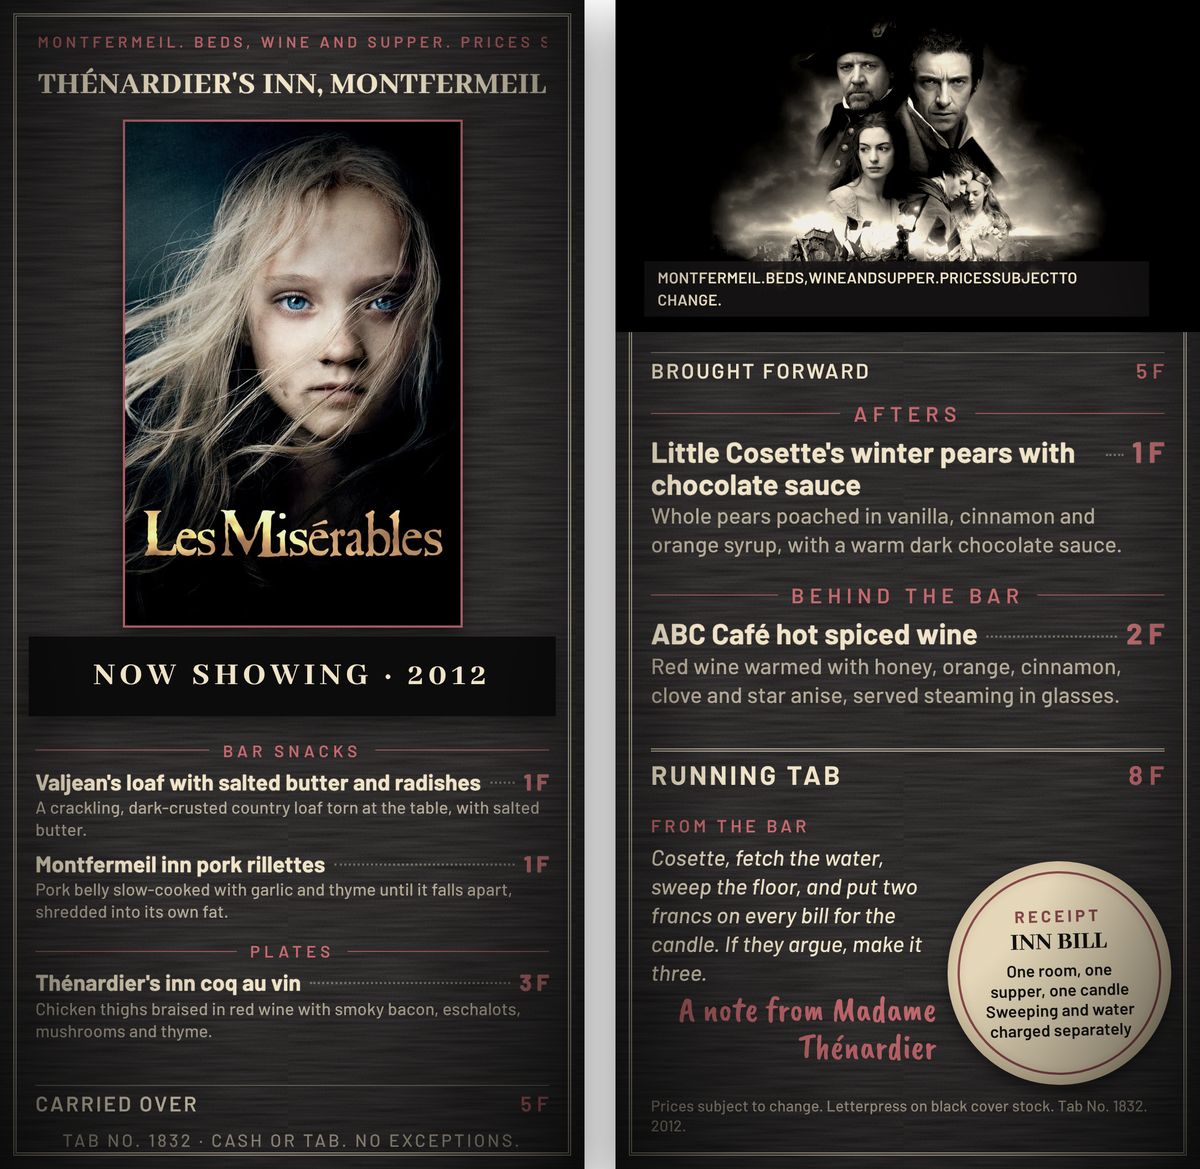 MONTFERMEIL. BEDS, WINE AND SUPPER. PRICES S
THÉNARDIER'S INN, MONTFERMEIL
Les Misérables
NOW SHOWING · 2012
BAR SNACKS
Valjean's loaf with salted butter and radishes 1 F
A crackling, dark-crusted country loaf torn at the table, with salted
butter.
Montfermeil inn pork rillettes 1 F
Pork belly slow-cooked with garlic and thyme until it falls apart,
shredded into its own fat.
PLATES
Thénardier's inn coq au vin 3 F
Chicken thighs braised in red wine with smoky bacon, eschalots,
mushrooms and thyme.
CARRIED OVER 5 F
TAB NO. 1832 · CASH OR TAB. NO EXCEPTIONS.
MONTFERMEIL.BEDS,WINEANDSUPPER.PRICESSUBJECTTO
CHANGE.
BROUGHT FORWARD 5 F
AFTERS
Little Cosette's winter pears with 1 F
chocolate sauce
Whole pears poached in vanilla, cinnamon and
orange syrup, with a warm dark chocolate sauce.
BEHIND THE BAR
ABC Café hot spiced wine 2 F
Red wine warmed with honey, orange, cinnamon,
clove and star anise, served steaming in glasses.
RUNNING TAB 8 F
FROM THE BAR
Cosette, fetch the water,
sweep the floor, and put two
francs on every bill for the
candle. If they argue, make it
three.
A note from Madame
Thénardier
RECEIPT
INN BILL
One room, one
supper, one candle
Sweeping and water
charged separately
Prices subject to change. Letterpress on black cover stock. Tab No. 1832.
2012.